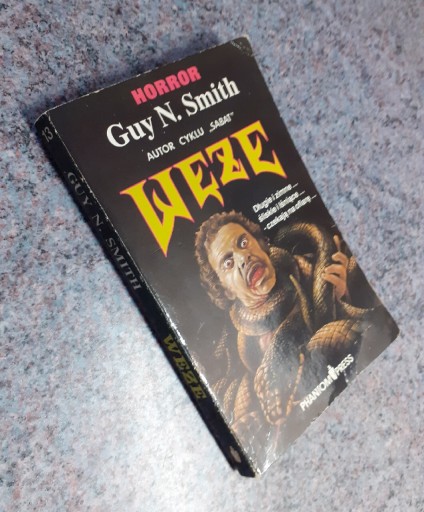 HORROR
Guy N. Smith
AUTOR CYKLU „SABAT"
WĘŻE
Długie i zimne —
śliskie i lśniące —
- czekają na ofiarę —
PHANTOM PRESS
13
GUY N. SMITH
WĘŻE